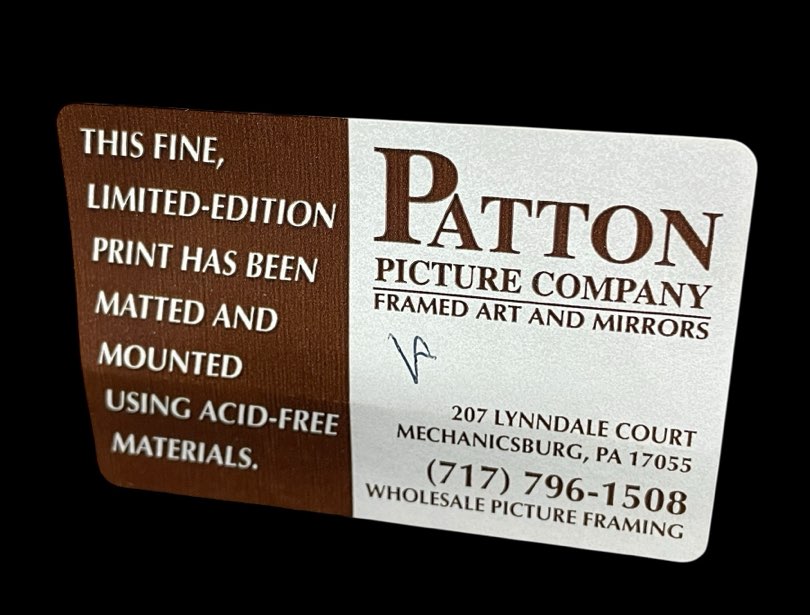 THIS FINE,
LIMITED-EDITION
PRINT HAS BEEN
MATTED AND
MOUNTED
USING ACID-FREE
MATERIALS.
PATTON
PICTURE COMPANY
FRAMED ART AND MIRRORS
207 LYNNDALE COURT
MECHANICSBURG, PA 17055
(717) 796-1508
WHOLESALE PICTURE FRAMING